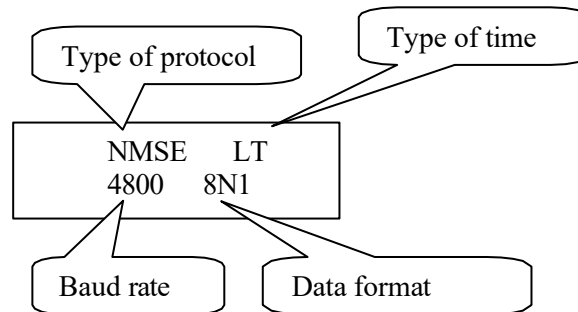 Type of protocol
Type of time
NMSE LT
4800 8N1
Baud rate
Data format